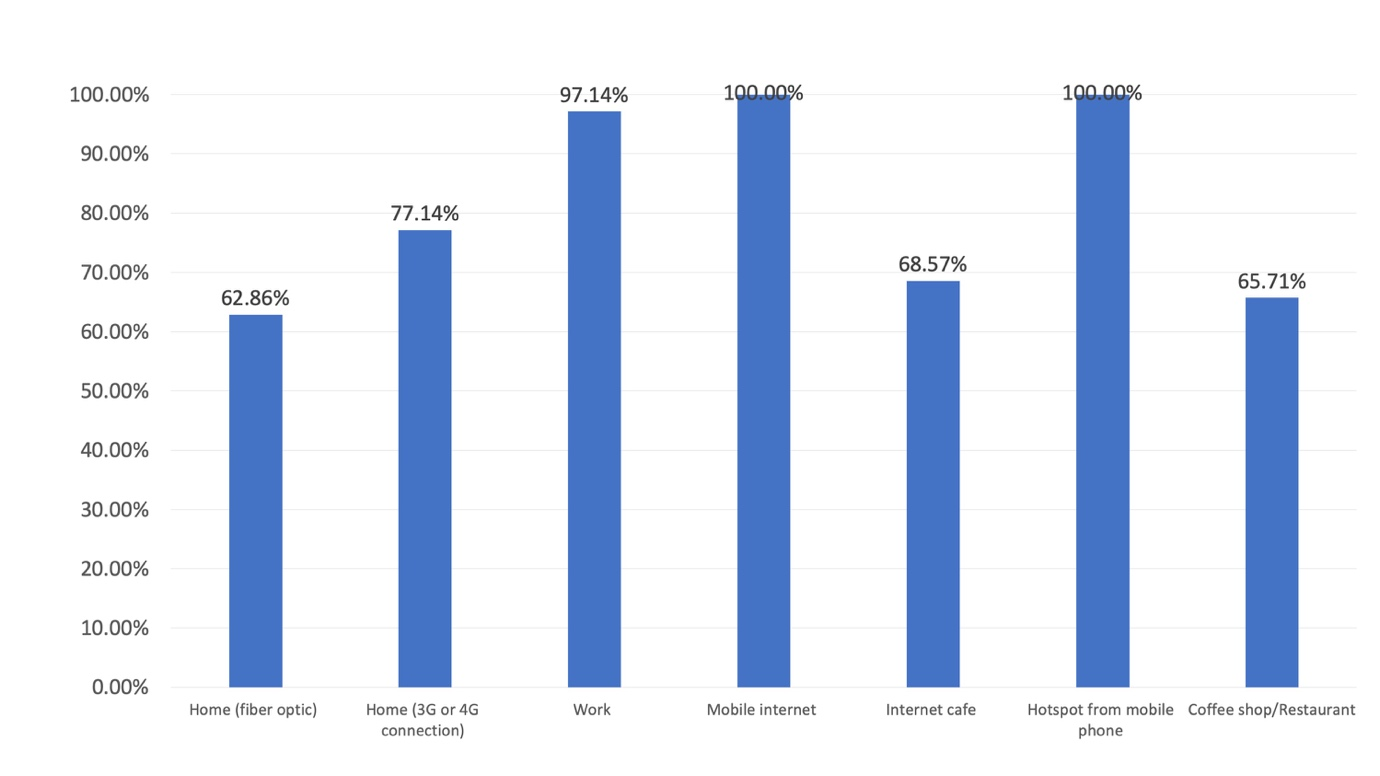 100.00%
90.00%
80.00%
70.00%
60.00%
50.00%
40.00%
30.00%
20.00%
10.00%
0.00%
62.86%
77.14%
97.14%
100.00%
68.57%
100.00%
65.71%
Home (fiber optic)
Home (3G or 4G
connection)
Work
Mobile internet
Internet cafe
Hotspot from mobile
phone
Coffee shop/Restaurant